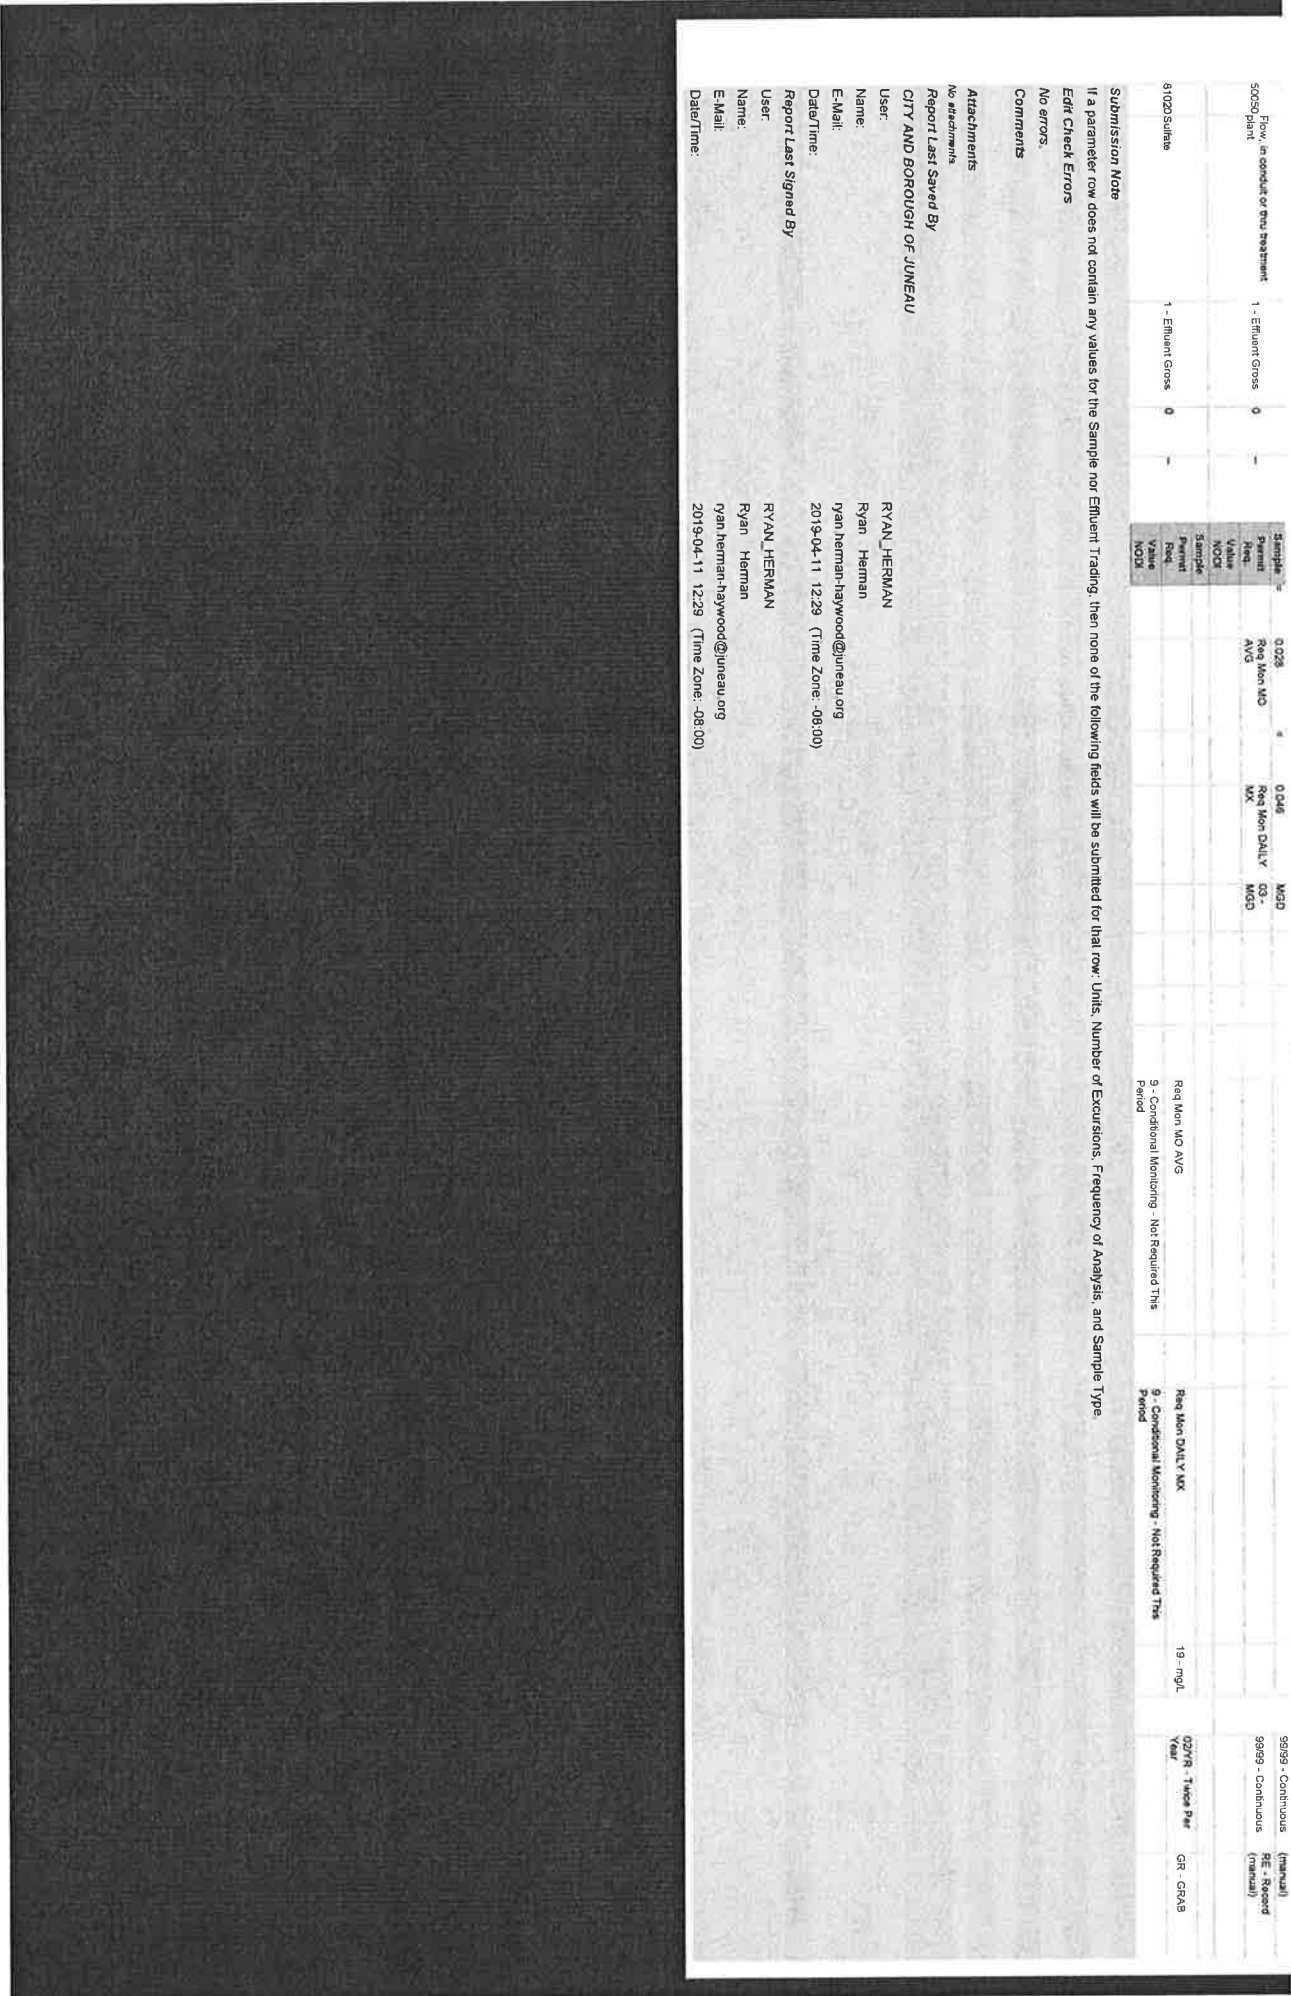 Sample = 0.028 = 0.046 MGD 99/99 - Continuous (manual)
50050 Flow, in conduit or thru treatment plant 1 - Effluent Gross 0 -- Permit Req. Req Mon MO AVG Req Mon DAILY MX 03 - MGD 99/99 - Continuous RE - Record (manual)
Value NODI
Sample
81020 Sulfate 1 - Effluent Gross 0 -- Permit Req. Req Mon MO AVG Req Mon DAILY MX 19 - mg/L 02/YR - Twice Per Year GR - GRAB
Value NODI 9 - Conditional Monitoring - Not Required This Period 9 - Conditional Monitoring - Not Required This Period
Submission Note
If a parameter row does not contain any values for the Sample nor Effluent Trading, then none of the following fields will be submitted for that row: Units, Number of Excursions, Frequency of Analysis, and Sample Type.
Edit Check Errors
No errors.
Comments
Attachments
No attachments.
Report Last Saved By
CITY AND BOROUGH OF JUNEAU
User: RYAN_HERMAN
Name: Ryan Herman
E-Mail: ryan.herman-haywood@juneau.org
Date/Time: 2019-04-11 12:29 (Time Zone: -08:00)
Report Last Signed By
User: RYAN_HERMAN
Name: Ryan Herman
E-Mail: ryan.herman-haywood@juneau.org
Date/Time: 2019-04-11 12:29 (Time Zone: -08:00)